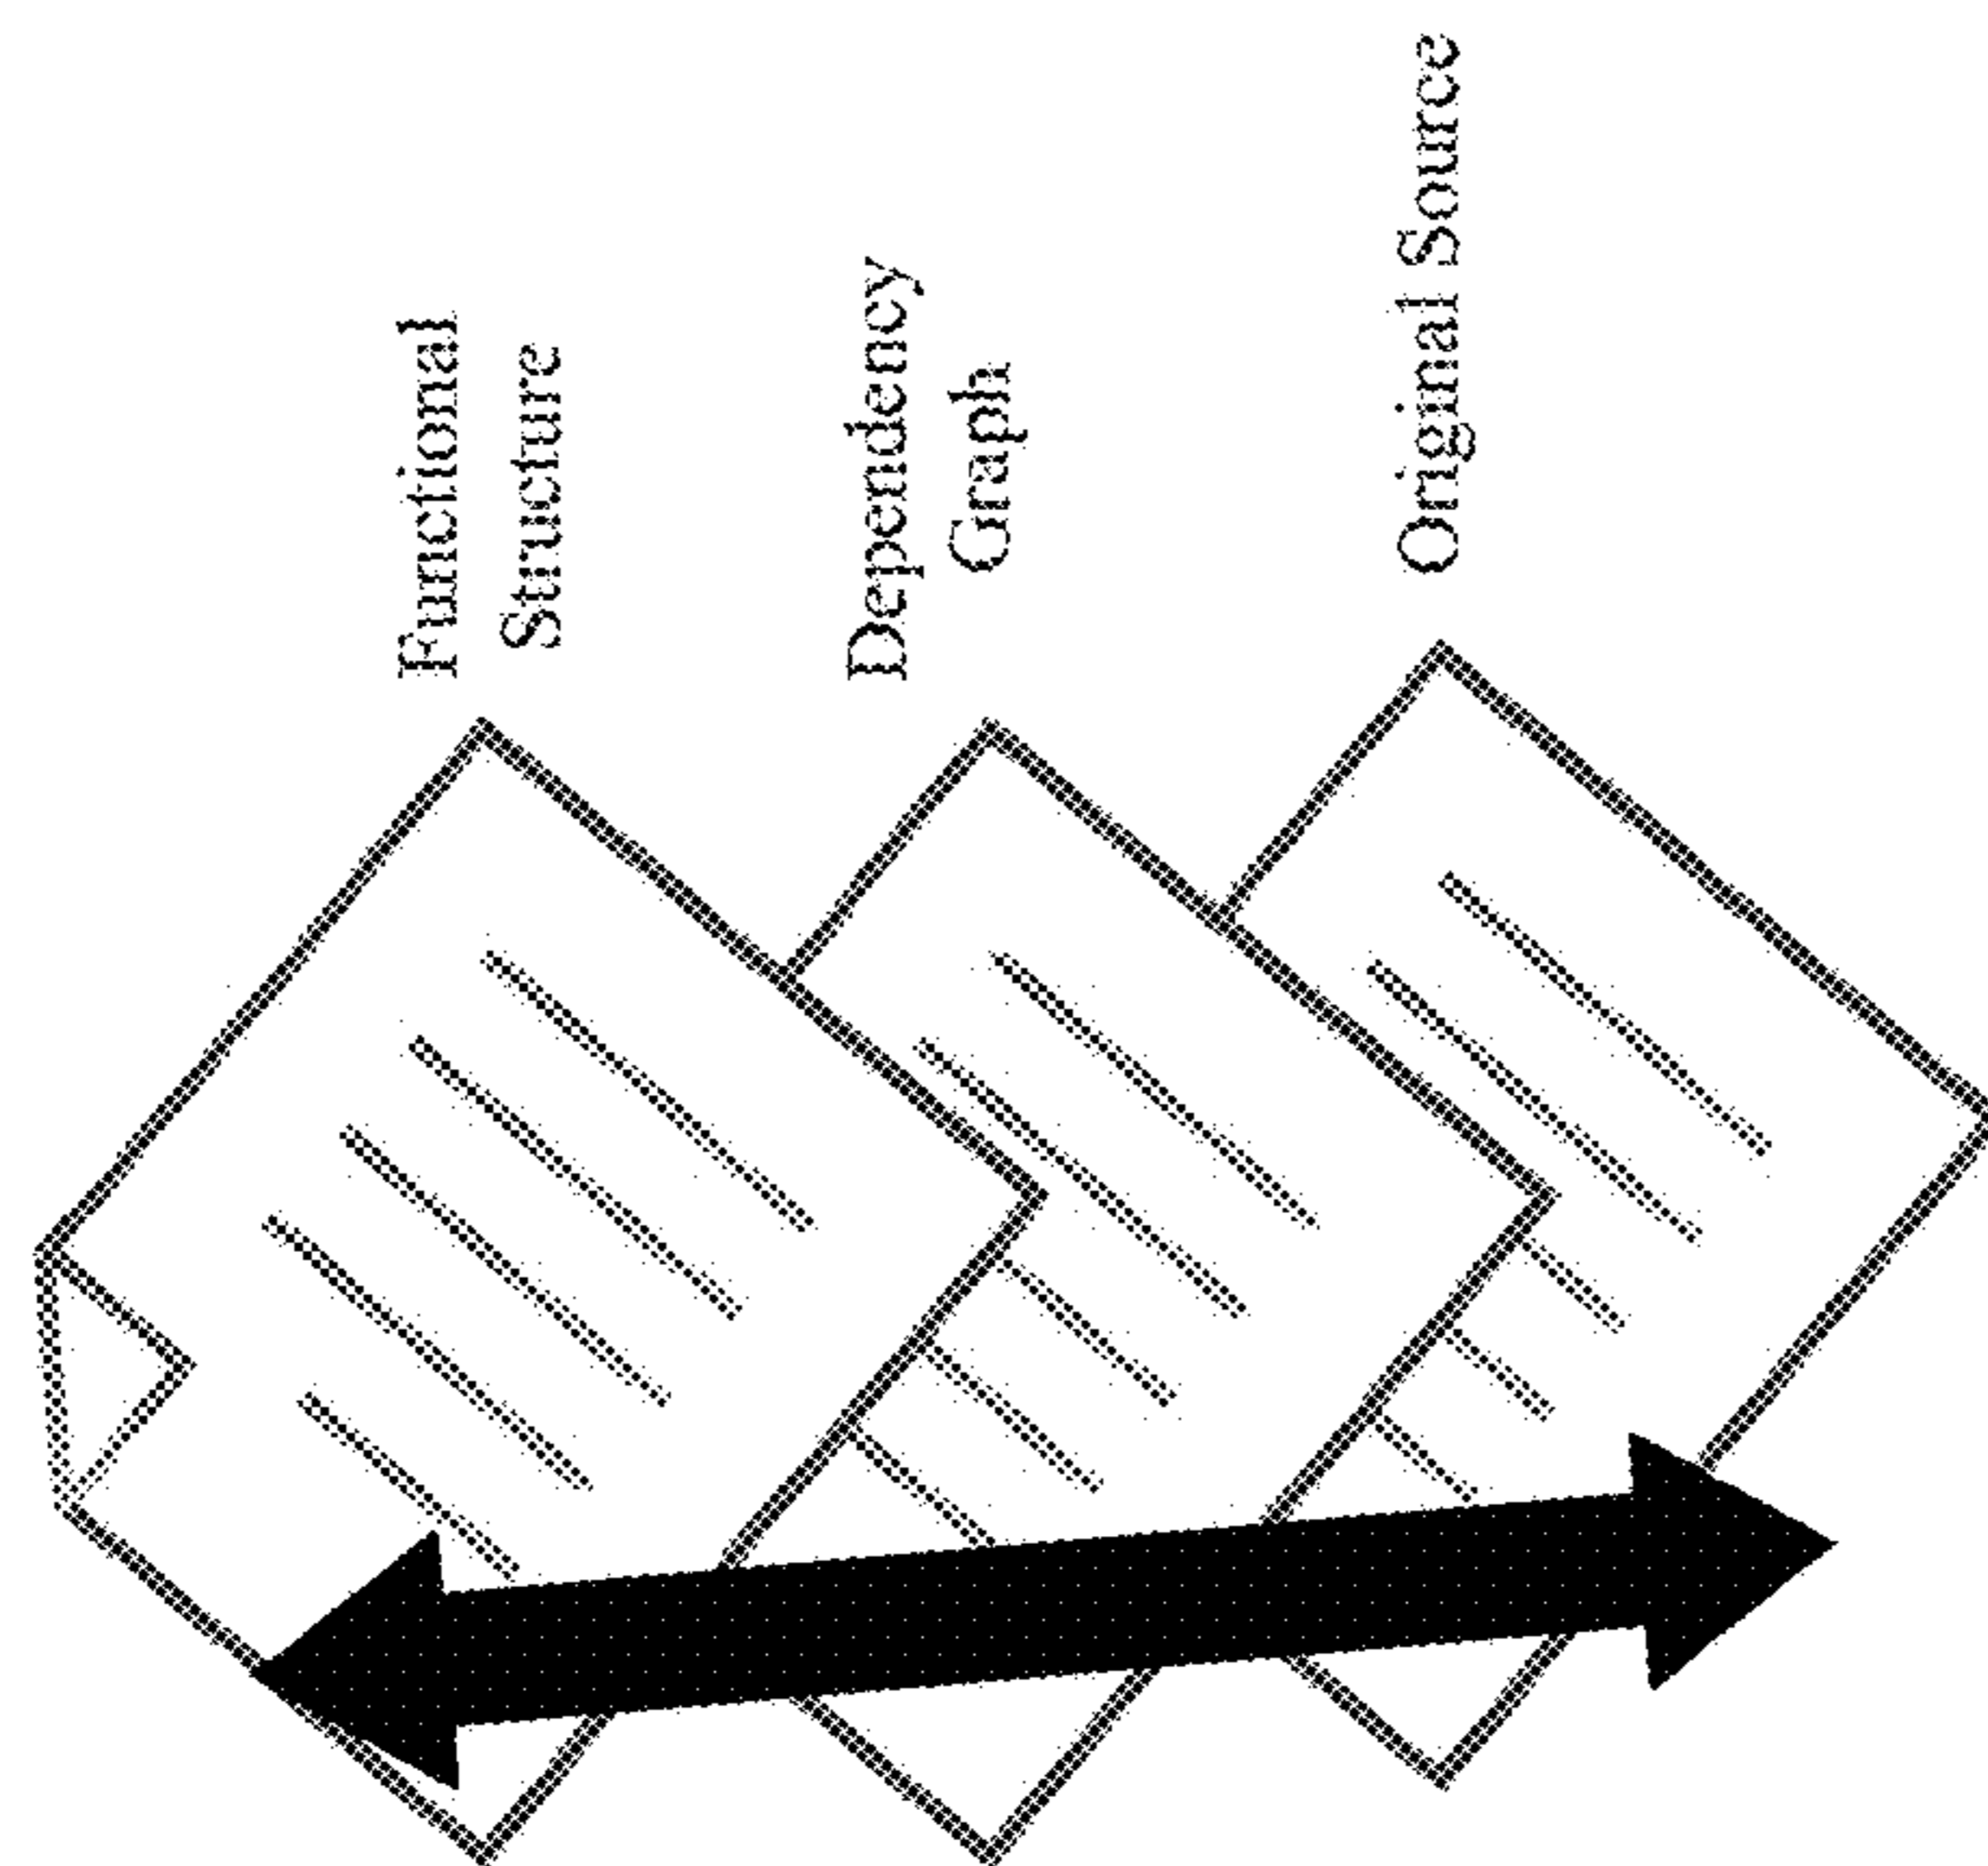 Functional
Structure
Dependency
Graph
Original Source